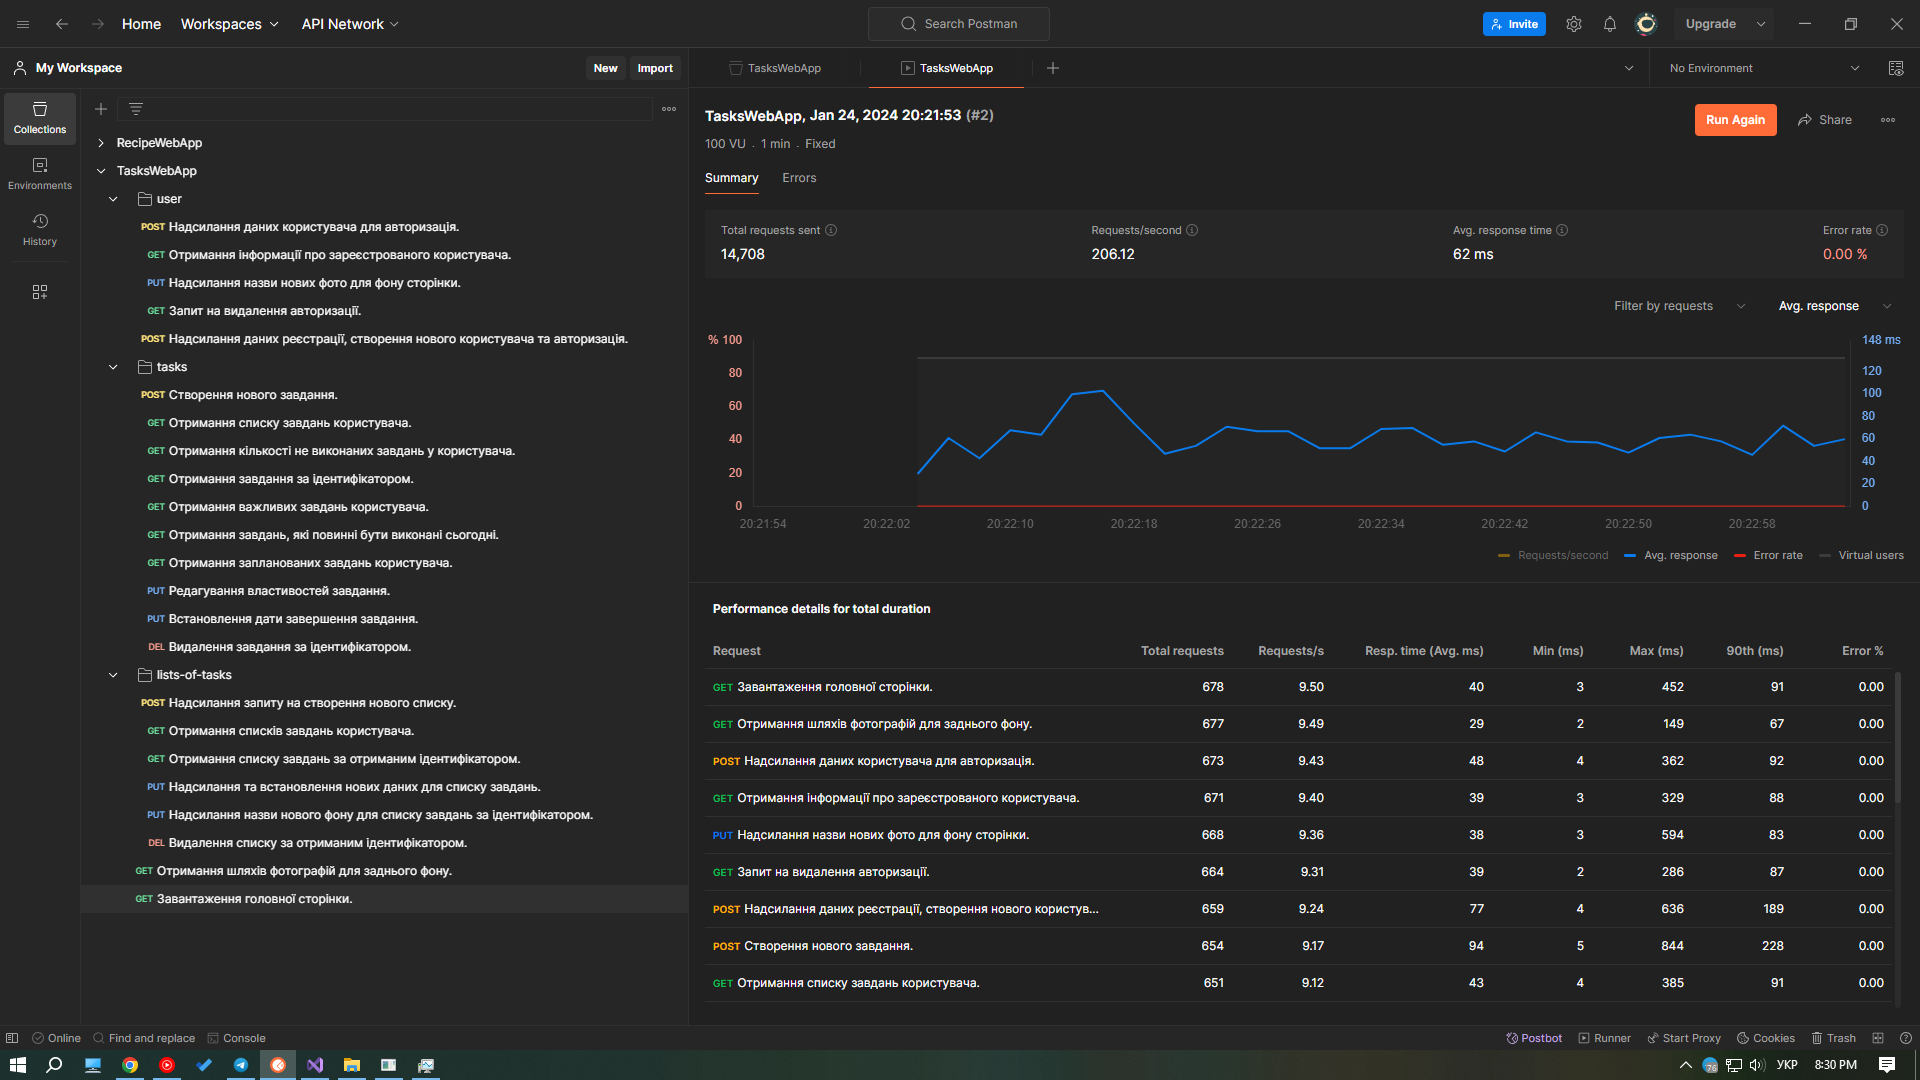 Home Workspaces API Network Search Postman Invite Upgrade
My Workspace New Import TasksWebApp TasksWebApp No Environment
Collections
Environments
History
RecipeWebApp
TasksWebApp
user
POST Надсилання даних користувача для авторизація.
GET Отримання інформації про зареєстрованого користувача.
PUT Надсилання назви нових фото для фону сторінки.
GET Запит на видалення авторизації.
POST Надсилання даних реєстрації, створення нового користувача та авторизація.
tasks
POST Створення нового завдання.
GET Отримання списку завдань користувача.
GET Отримання кількості не виконаних завдань у користувача.
GET Отримання завдання за ідентифікатором.
GET Отримання важливих завдань користувача.
GET Отримання завдань, які повинні бути виконані сьогодні.
GET Отримання запланованих завдань користувача.
PUT Редагування властивостей завдання.
PUT Встановлення дати завершення завдання.
DEL Видалення завдання за ідентифікатором.
lists-of-tasks
POST Надсилання запиту на створення нового списку.
GET Отримання списків завдань користувача.
GET Отримання списку завдань за отриманим ідентифікатором.
PUT Надсилання та встановлення нових даних для списку завдань.
PUT Надсилання назви нового фону для списку завдань за ідентифікатором.
DEL Видалення списку за отриманим ідентифікатором.
GET Отримання шляхів фотографій для заднього фону.
GET Завантаження головної сторінки.
TasksWebApp, Jan 24, 2024 20:21:53 (#2) Run Again Share
100 VU . 1 min . Fixed
Summary Errors
Total requests sent Requests/second Avg. response time Error rate
14,708 206.12 62 ms 0.00 %
Filter by requests Avg. response
% 100 148 ms
80 120
100
60 80
40 60
40
20 20
0 0
20:21:54 20:22:02 20:22:10 20:22:18 20:22:26 20:22:34 20:22:42 20:22:50 20:22:58
Requests/second Avg. response Error rate Virtual users
Performance details for total duration
Request Total requests Requests/s Resp. time (Avg. ms) Min (ms) Max (ms) 90th (ms) Error %
GET Завантаження головної сторінки. 678 9.50 40 3 452 91 0.00
GET Отримання шляхів фотографій для заднього фону. 677 9.49 29 2 149 67 0.00
POST Надсилання даних користувача для авторизація. 673 9.43 48 4 362 92 0.00
GET Отримання інформації про зареєстрованого користувача. 671 9.40 39 3 329 88 0.00
PUT Надсилання назви нових фото для фону сторінки. 668 9.36 38 3 594 83 0.00
GET Запит на видалення авторизації. 664 9.31 39 2 286 87 0.00
POST Надсилання даних реєстрації, створення нового користув... 659 9.24 77 4 636 189 0.00
POST Створення нового завдання. 654 9.17 94 5 844 228 0.00
GET Отримання списку завдань користувача. 651 9.12 43 4 385 91 0.00
Online Find and replace Console Postbot Runner Start Proxy Cookies Trash
76 УКР 8:30 PM